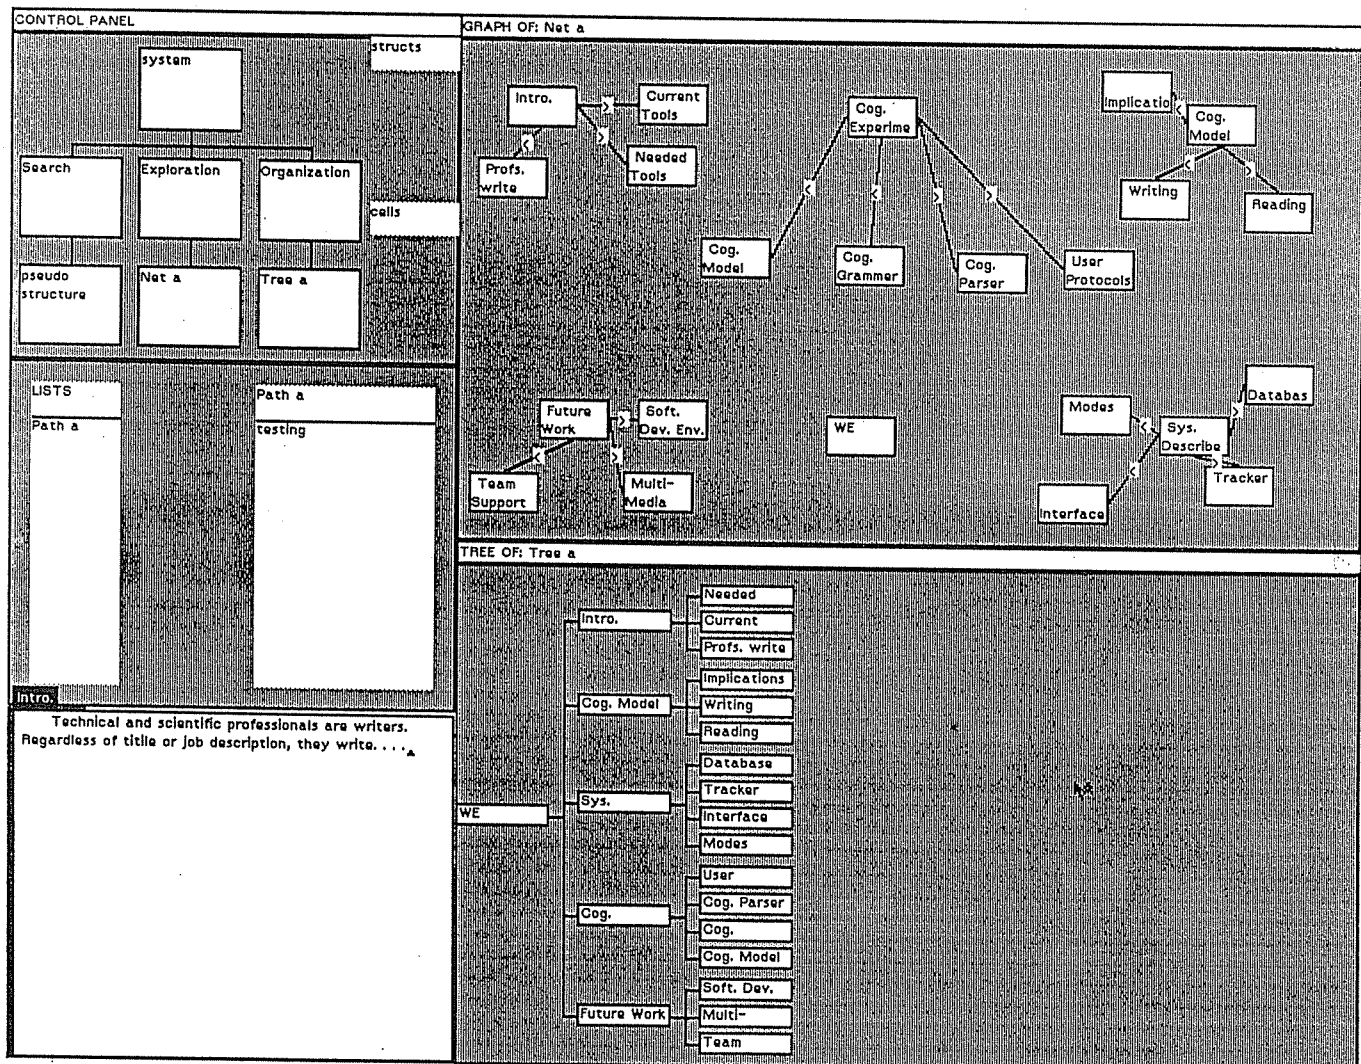 CONTROL PANEL
structs
system
Search
Exploration
Organization
cells
pseudo
structure
Net a
Tree a
LISTS
Path a
Path a
testing
Intro.
Technical and scientific professionals are writers.
Regardless of titlle or job description, they write. . . .
GRAPH OF: Net a
Intro.
Current
Tools
Needed
Tools
Profs.
write
Cog.
Experime
Cog.
Model
Cog.
Grammer
Cog.
Parser
User
Protocols
Implicatio
Cog.
Model
Writing
Reading
Future
Work
Soft.
Dev. Env.
Team
Support
Multi-
Media
WE
Modes
Databas
Sys.
Describe
Tracker
Interface
TREE OF: Tree a
WE
Intro.
Needed
Current
Profs. write
Cog. Model
Implications
Writing
Reading
Sys.
Database
Tracker
Interface
Modes
Cog.
User
Cog. Parser
Cog.
Cog. Model
Future Work
Soft. Dev.
Multi-
Team